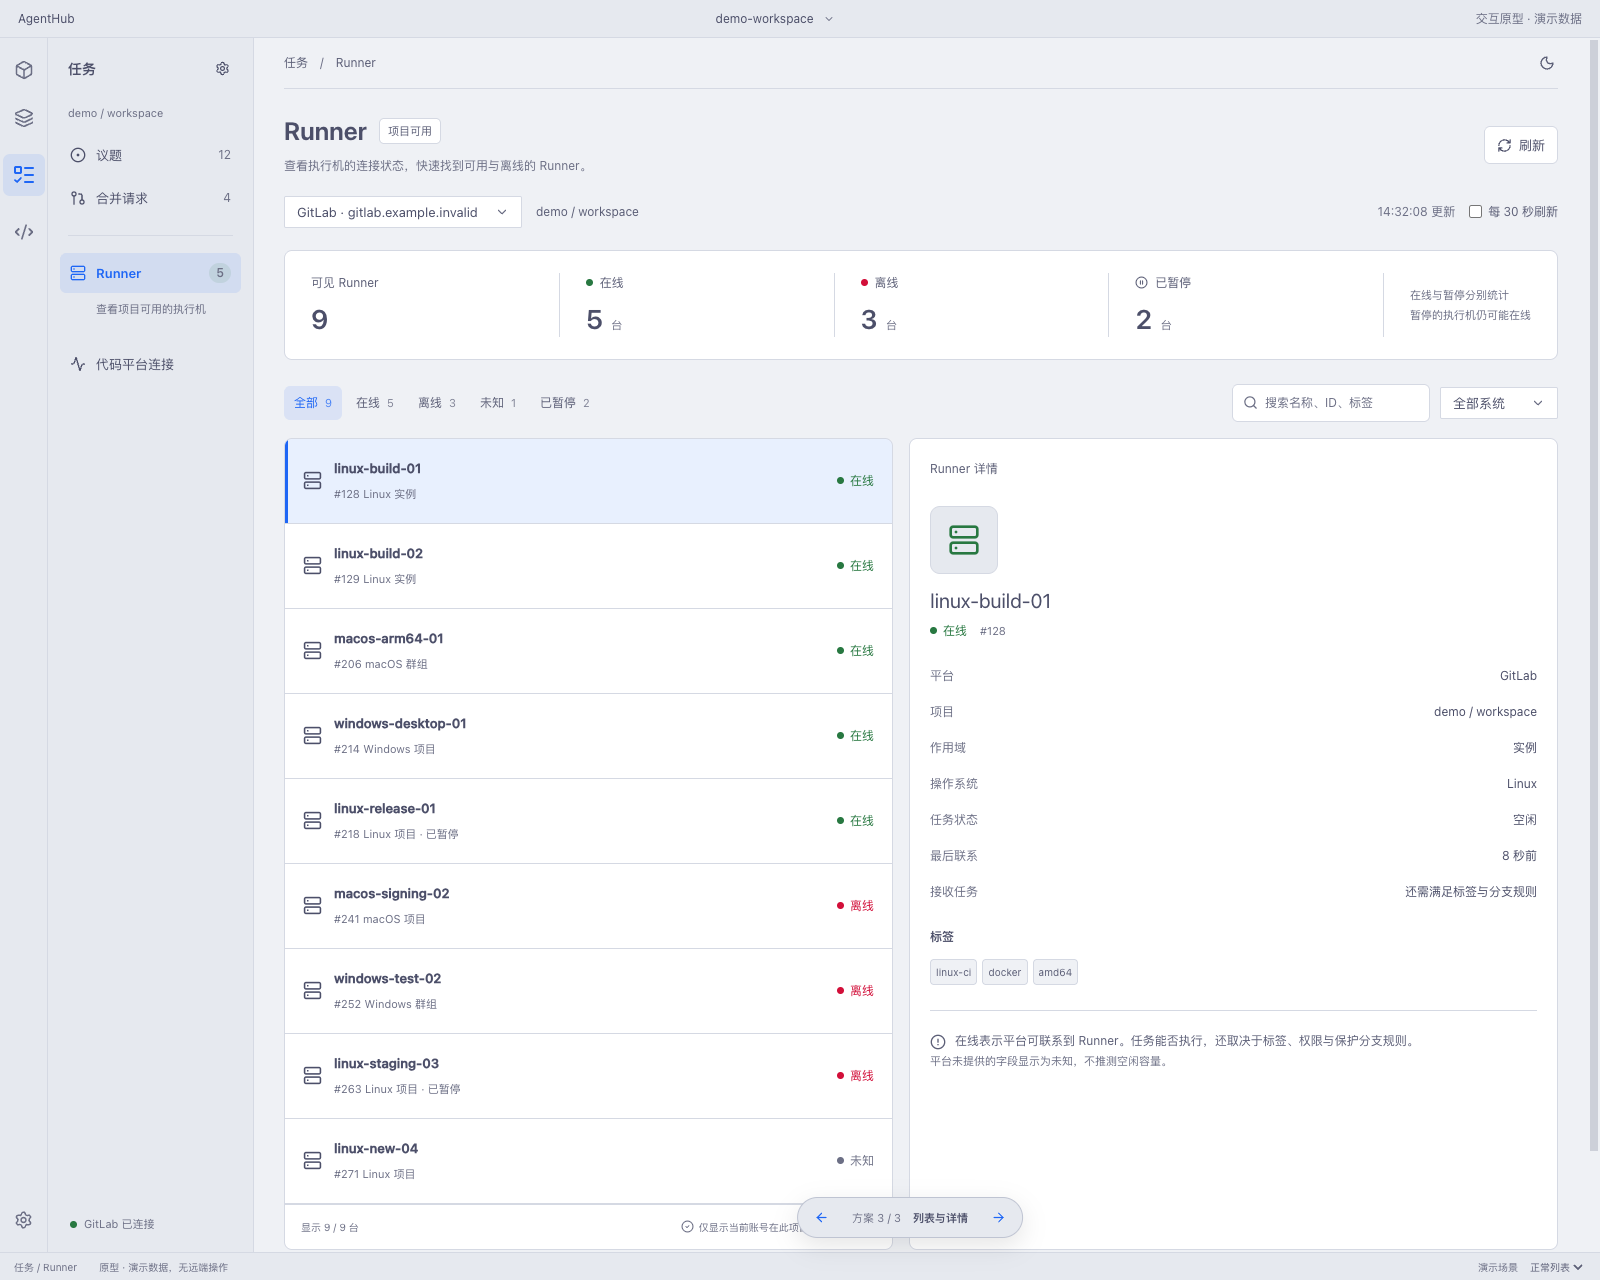 AgentHub
demo-workspace
交互原型 · 演示数据
任务
demo / workspace
议题 12
合并请求 4
Runner 5
查看项目可用的执行机
代码平台连接
GitLab 已连接
任务 / Runner
Runner 项目可用
查看执行机的连接状态，快速找到可用与离线的 Runner。
刷新
GitLab · gitlab.example.invalid
demo / workspace
14:32:08 更新
每 30 秒刷新
可见 Runner
9
在线
5 台
离线
3 台
已暂停
2 台
在线与暂停分别统计
暂停的执行机仍可能在线
全部 9
在线 5
离线 3
未知 1
已暂停 2
搜索名称、ID、标签
全部系统
linux-build-01
#128 Linux 实例
在线
linux-build-02
#129 Linux 实例
在线
macos-arm64-01
#206 macOS 群组
在线
windows-desktop-01
#214 Windows 项目
在线
linux-release-01
#218 Linux 项目 · 已暂停
在线
macos-signing-02
#241 macOS 项目
离线
windows-test-02
#252 Windows 群组
离线
linux-staging-03
#263 Linux 项目 · 已暂停
离线
linux-new-04
#271 Linux 项目
未知
显示 9 / 9 台
仅显示当前账号在此项
Runner 详情
linux-build-01
在线 #128
平台 GitLab
项目 demo / workspace
作用域 实例
操作系统 Linux
任务状态 空闲
最后联系 8 秒前
接收任务 还需满足标签与分支规则
标签
linux-ci docker amd64
在线表示平台可联系到 Runner。任务能否执行，还取决于标签、权限与保护分支规则。
平台未提供的字段显示为未知，不推测空闲容量。
方案 3 / 3 列表与详情
任务 / Runner
原型 · 演示数据，无远端操作
演示场景 正常列表